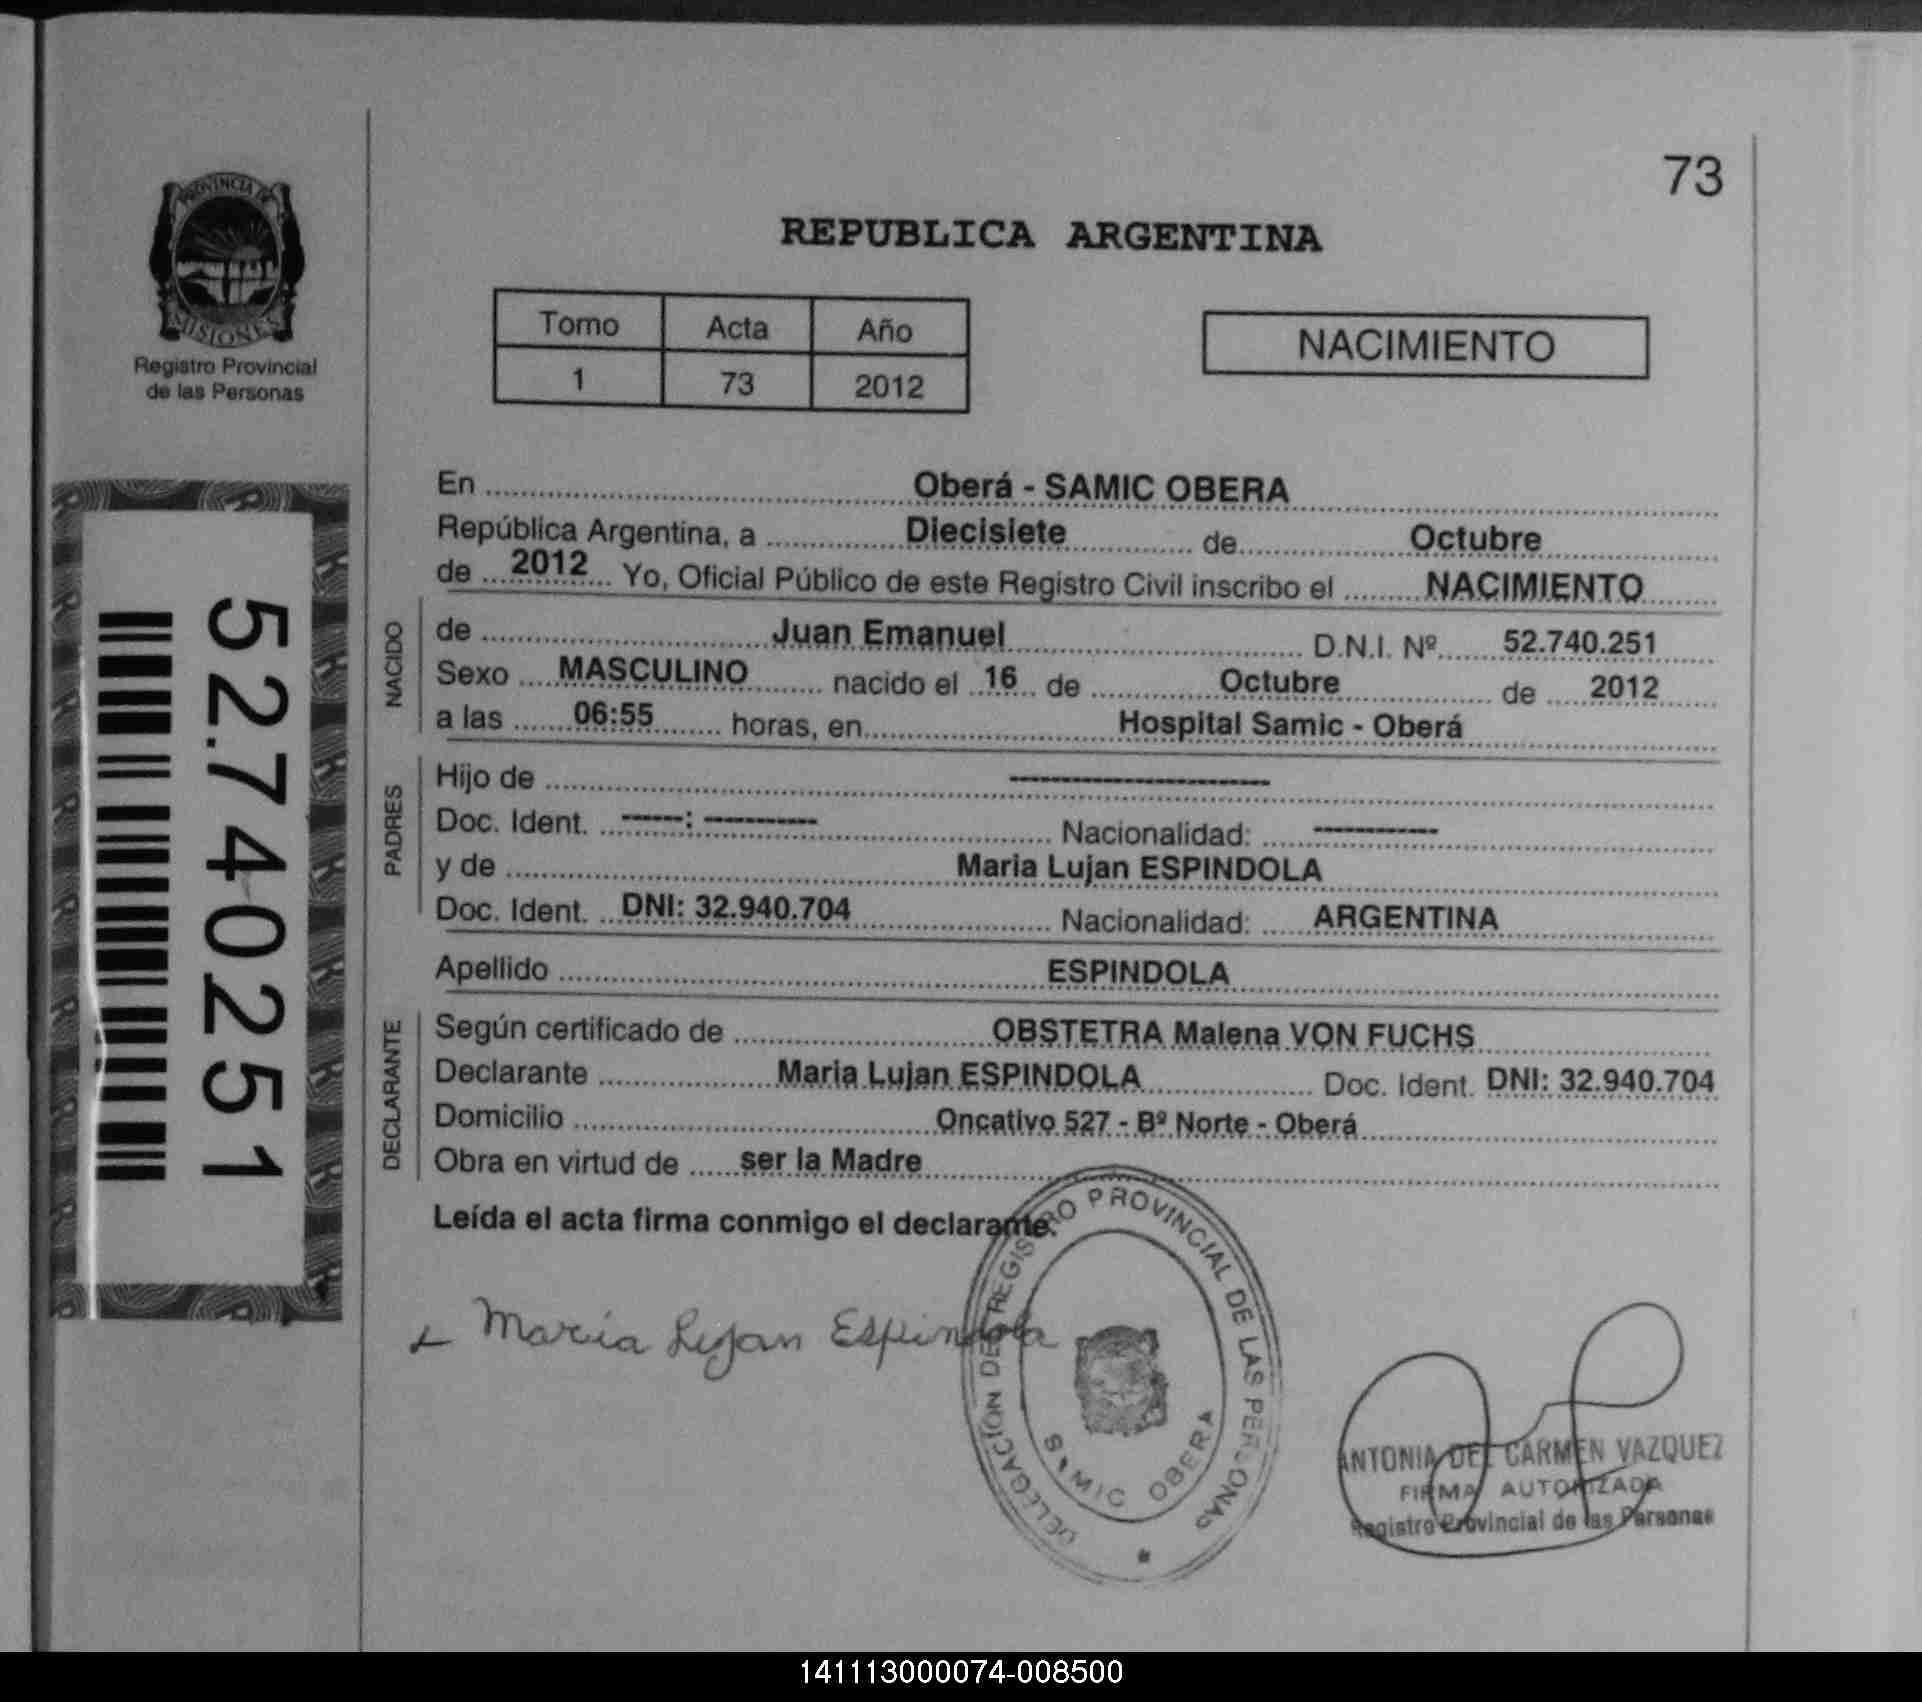 73
PROVINCIA DE
MISIONES
Registro Provincial
de las Personas
REPUBLICA ARGENTINA
Tomo Acta Año
1 73 2012
NACIMIENTO
52.740251
En Oberá - SAMIC OBERA
República Argentina, a Diecisiete de Octubre
de 2012 Yo, Oficial Público de este Registro Civil inscribo el NACIMIENTO
NACIDO
de Juan Emanuel D.N.I. Nº 52.740.251
Sexo MASCULINO nacido el 16 de Octubre de 2012
a las 06:55 horas, en Hospital Samic - Oberá
PADRES
Hijo de ------------------------
Doc. Ident. ------: ----------- Nacionalidad: ------------
y de Maria Lujan ESPINDOLA
Doc. Ident. DNI: 32.940.704 Nacionalidad: ARGENTINA
Apellido ESPINDOLA
DECLARANTE
Según certificado de OBSTETRA Malena VON FUCHS
Declarante Maria Lujan ESPINDOLA Doc. Ident. DNI: 32.940.704
Domicilio Oncativo 527 - Bº Norte - Oberá
Obra en virtud de ser la Madre
Leída el acta firma conmigo el declarante.
Maria Lujan Espindola
DELEGACION DEL REGISTRO PROVINCIAL DE LAS PERSONAS
SAMIC OBERA
ANTONIA DEL CARMEN VAZQUEZ
FIRMA AUTORIZADA
Registro Provincial de las Personas
141113000074-008500